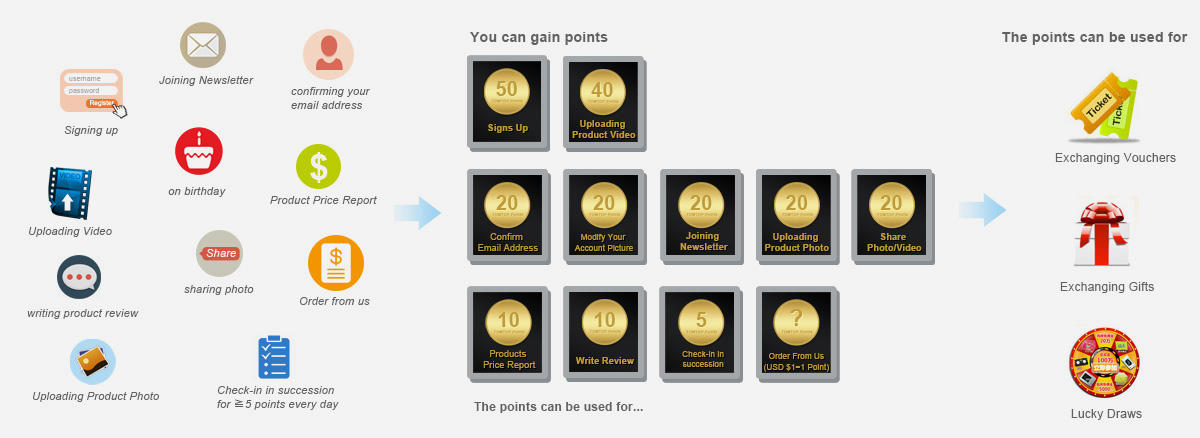 Joining Newsletter
confirming your
email address
username
password
Register
Signing up
on birthday
$
Product Price Report
VIDEO
Uploading Video
Share
sharing photo
$
Order from us
writing product review
Uploading Product Photo
Check-in in succession
for ≧5 points every day
You can gain points
50
Signs Up
40
Uploading
Product Video
20
Confirm
Email Address
20
Modify Your
Account Picture
20
Joining
Newsletter
20
Uploading
Product Photo
20
Share
Photo/Video
10
Products
Price Report
10
Write Review
5
Check-in in
succession
?
Order From Us
(USD $1=1 Point)
The points can be used for...
The points can be used for
Ticket
Ticket
Exchanging Vouchers
Exchanging Gifts
100万
5000
Lucky Draws